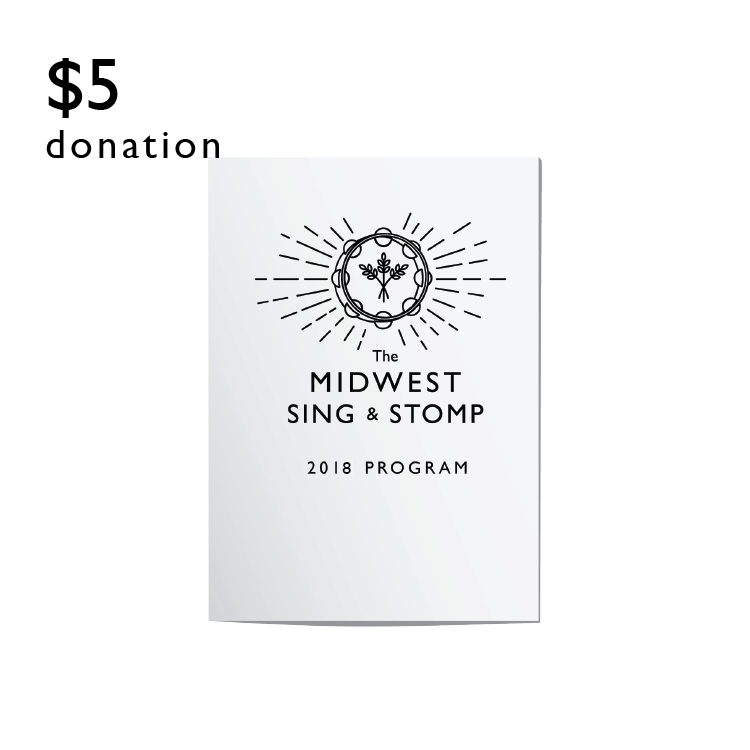 $5
donation
The
MIDWEST
SING & STOMP
2018 PROGRAM